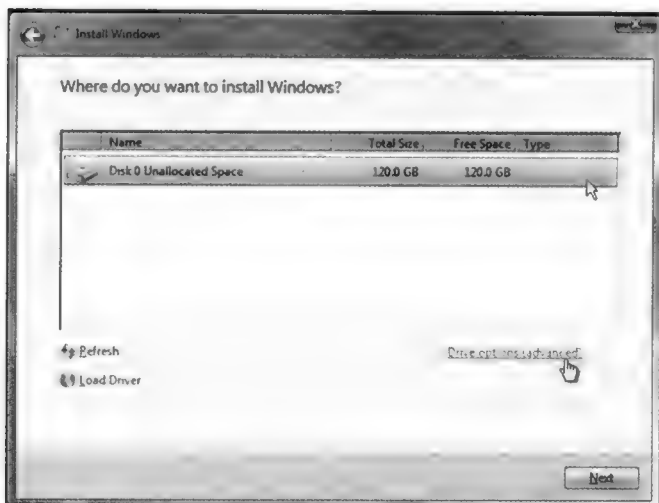 Install Windows
Where do you want to install Windows?
Name Total Size Free Space Type
Disk 0 Unallocated Space 120.0 GB 120.0 GB
Refresh Drive options (advanced)
Load Driver
Next